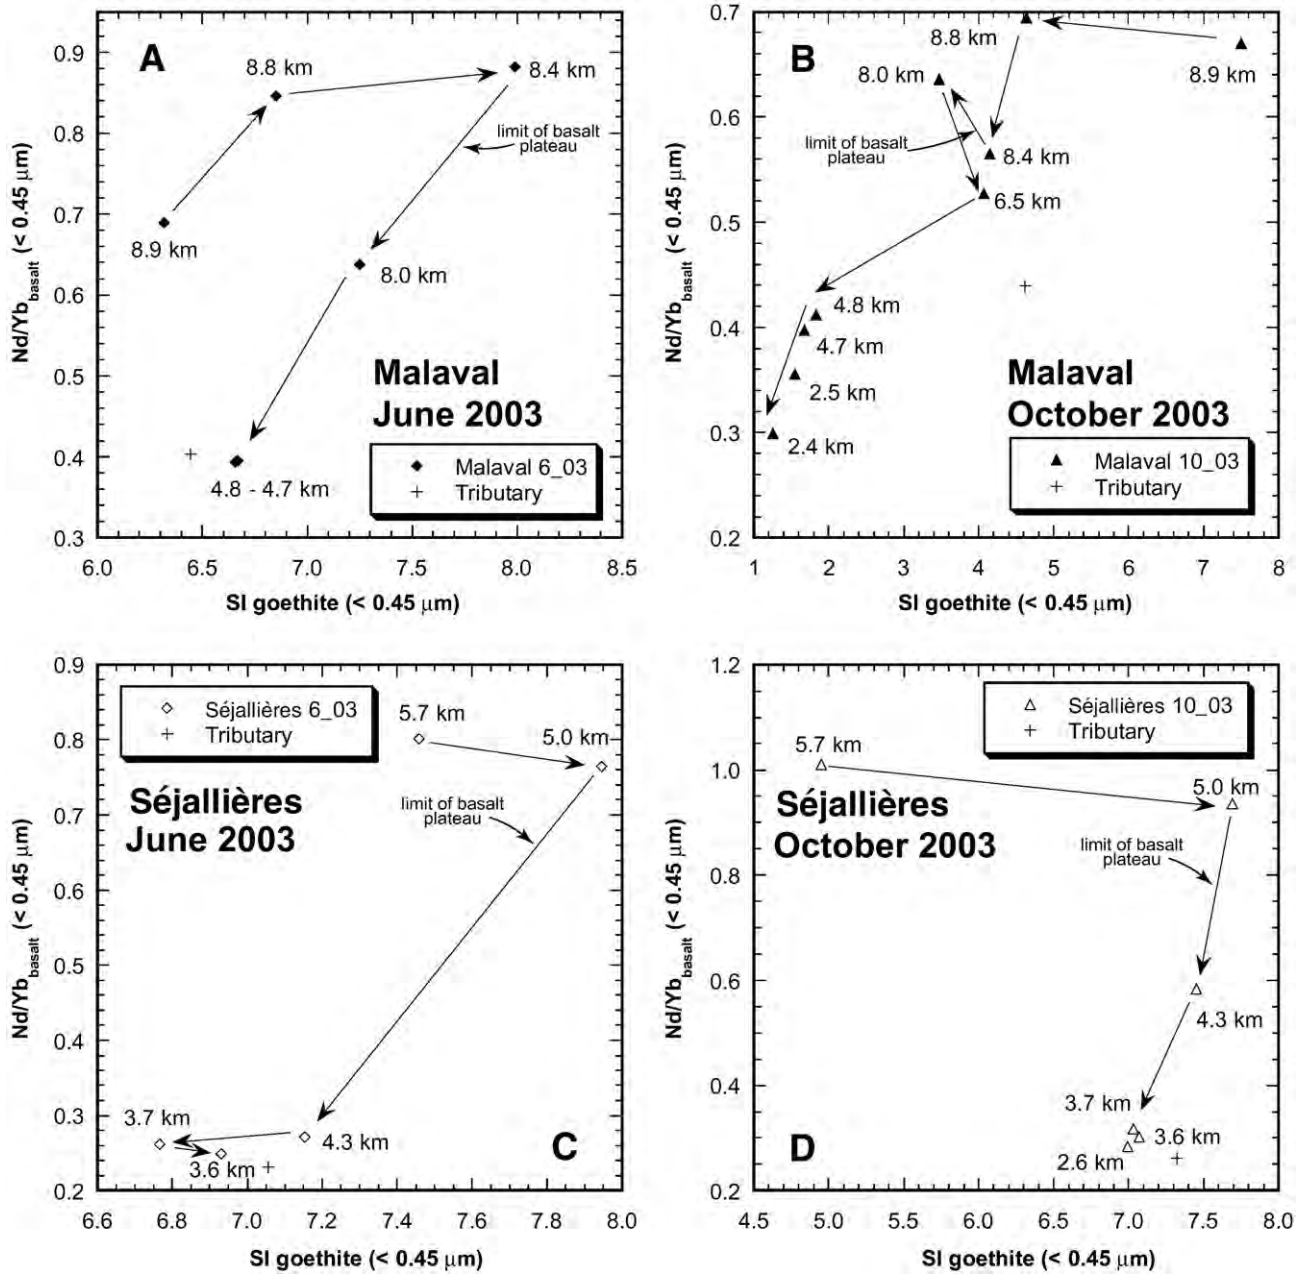 A
0.9
0.8
0.7
0.6
0.5
0.4
0.3
Nd/Yb basalt (< 0.45 µm)
8.8 km
8.4 km
limit of basalt
plateau
8.9 km
8.0 km
Malaval
June 2003
Malaval 6_03
Tributary
4.8 - 4.7 km
6.0 6.5 7.0 7.5 8.0 8.5
SI goethite (< 0.45 µm)
B
0.7
0.6
0.5
0.4
0.3
0.2
Nd/Yb basalt (< 0.45 µm)
8.8 km
8.9 km
8.0 km
limit of basalt
plateau
8.4 km
6.5 km
4.8 km
4.7 km
2.5 km
2.4 km
Malaval
October 2003
Malaval 10_03
Tributary
1 2 3 4 5 6 7 8
SI goethite (< 0.45 µm)
0.9
0.8
0.7
0.6
0.5
0.4
0.3
0.2
Nd/Yb basalt (< 0.45 µm)
Séjallières 6_03
Tributary
5.7 km
5.0 km
Séjallières
June 2003
limit of basalt
plateau
3.7 km
4.3 km
3.6 km
C
6.6 6.8 7.0 7.2 7.4 7.6 7.8 8.0
SI goethite (< 0.45 µm)
1.2
1.0
0.8
0.6
0.4
0.2
Nd/Yb basalt (< 0.45 µm)
Séjallières 10_03
Tributary
5.7 km
5.0 km
Séjallières
October 2003
limit of basalt
plateau
4.3 km
3.7 km
3.6 km
2.6 km
D
4.5 5.0 5.5 6.0 6.5 7.0 7.5 8.0
SI goethite (< 0.45 µm)